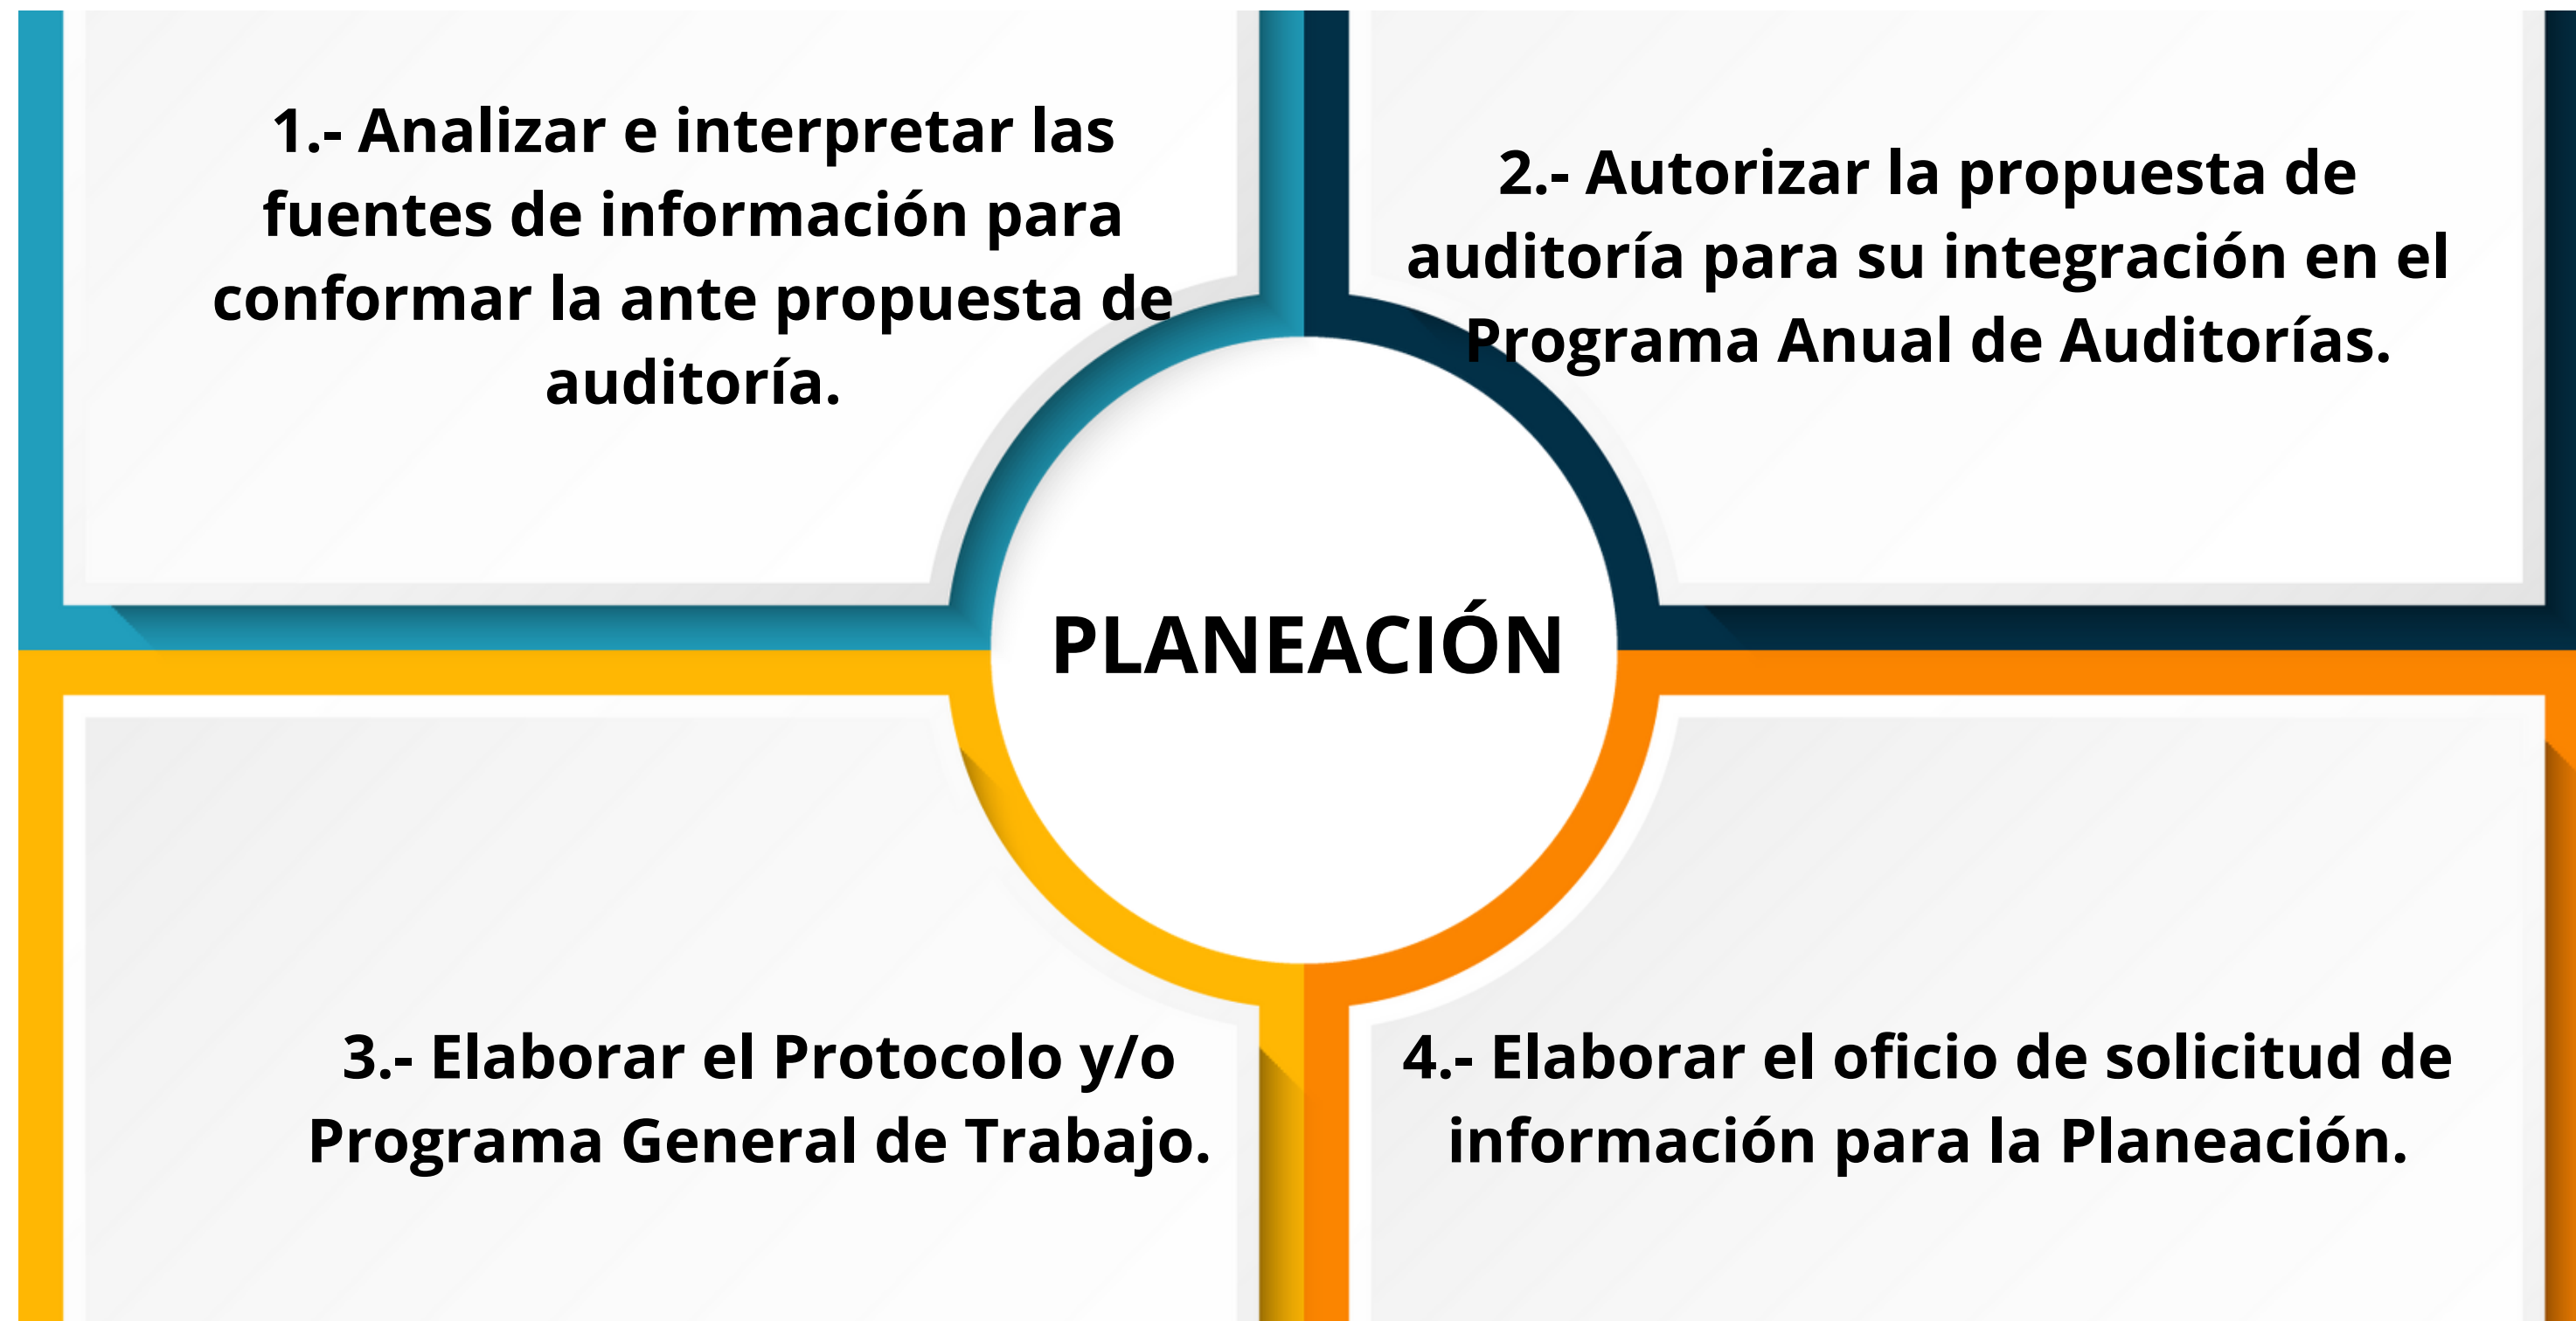 1.- Analizar e interpretar las
fuentes de información para
conformar la ante propuesta de
auditoría.
2.- Autorizar la propuesta de
auditoría para su integración en el
Programa Anual de Auditorías.
PLANEACIÓN
3.- Elaborar el Protocolo y/o
Programa General de Trabajo.
4.- Elaborar el oficio de solicitud de
información para la Planeación.